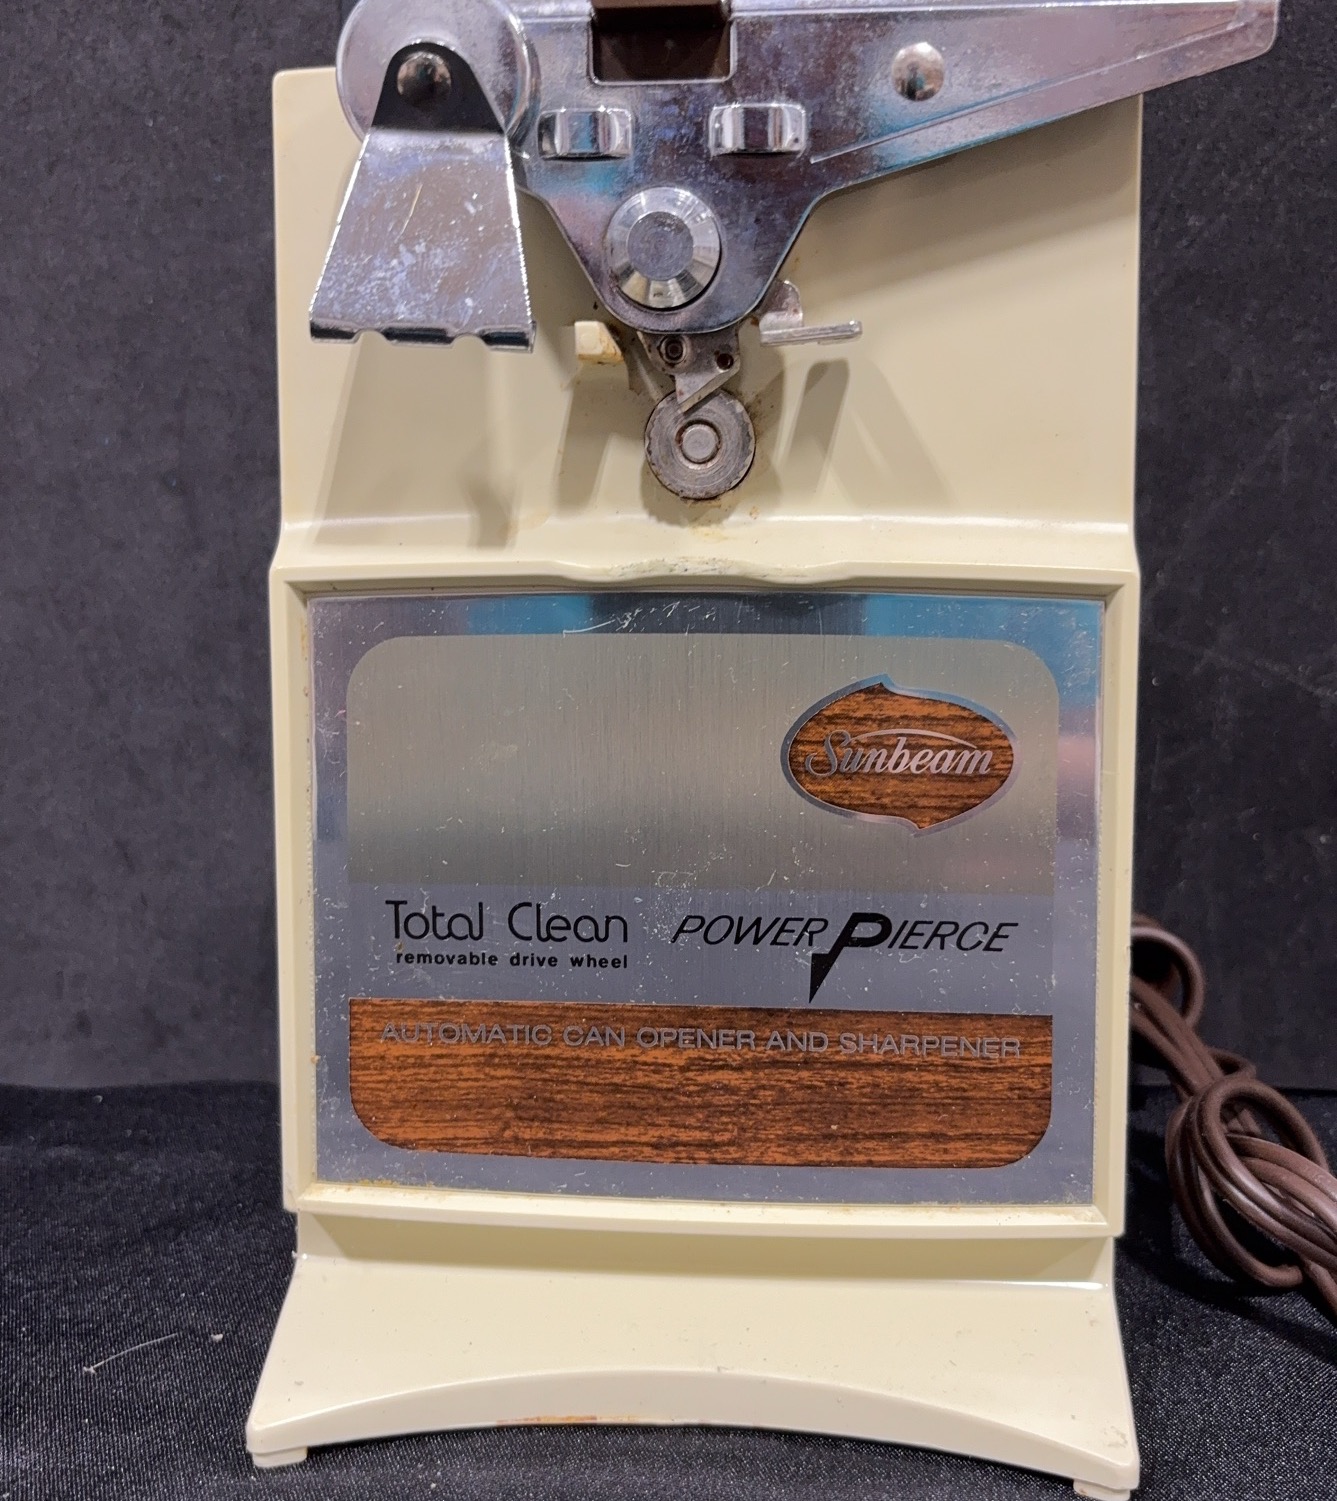 Sunbeam
Total Clean POWER PIERCE
removable drive wheel
AUTOMATIC CAN OPENER AND SHARPENER